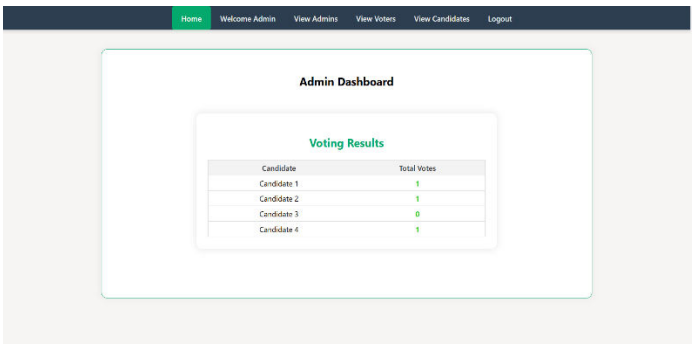 Home Welcome Admin View Admins View Voters View Candidates Logout
Admin Dashboard
Voting Results
Candidate Total Votes
Candidate 1 1
Candidate 2 1
Candidate 3 0
Candidate 4 1